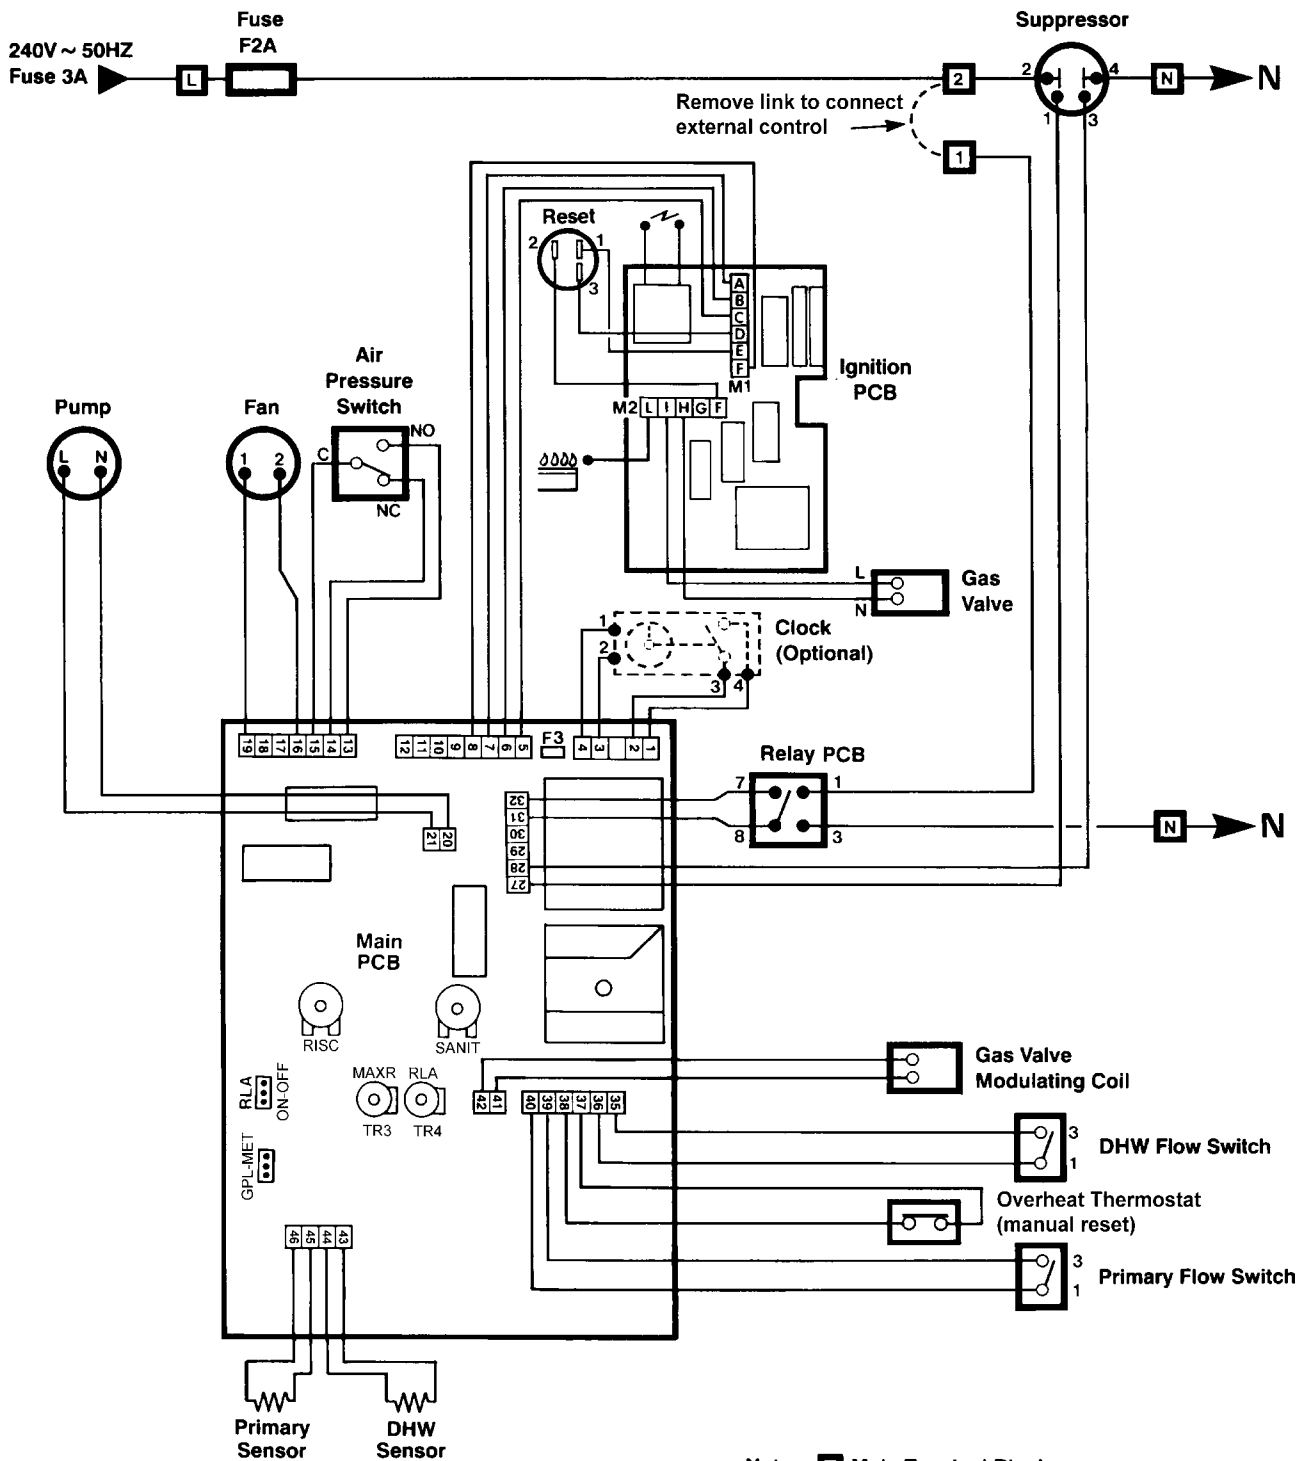 Fuse
F2A
240V ~ 50HZ
Fuse 3A
L
2
Suppressor
2
4
1
3
N
N
Remove link to connect
external control
1
Reset
2
1
3
A
B
C
D
E
F
M1
M2 L I H G F
Ignition
PCB
Air
Pressure
Switch
NO
C
NC
Pump
L N
Fan
1 2
L
N
Gas
Valve
1
2
3 4
Clock
(Optional)
19 18 17 16 15 14 13
12 11 10 9 8 7 6 5
F3
4 3 2 1
Relay PCB
7 1
8 3
N
N
32
31
30
29
28
27
21 20
Main
PCB
RISC
SANIT
MAXR RLA
TR3 TR4
RLA
ON-OFF
GPL-MET
42 41
40 39 38 37 36 35
Gas Valve
Modulating Coil
3
1
DHW Flow Switch
Overheat Thermostat
(manual reset)
3
1
Primary Flow Switch
46 45 44 43
Primary
Sensor
DHW
Sensor